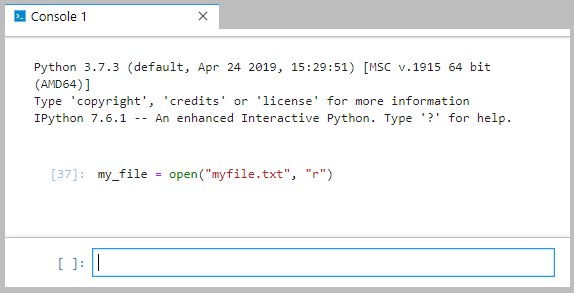 Console 1
Python 3.7.3 (default, Apr 24 2019, 15:29:51) [MSC v.1915 64 bit
(AMD64)]
Type 'copyright', 'credits' or 'license' for more information
IPython 7.6.1 -- An enhanced Interactive Python. Type '?' for help.
[37]: my_file = open("myfile.txt", "r")
[ ]: